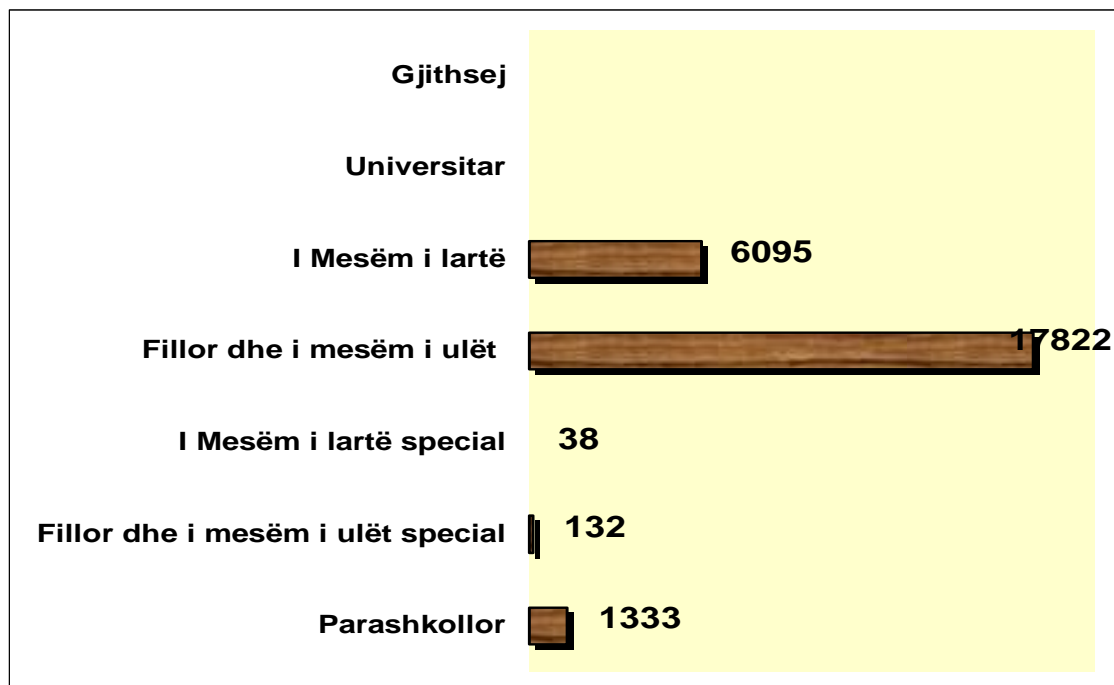 Gjithsej
Universitar
I Mesëm i lartë 6095
Fillor dhe i mesëm i ulët 17822
I Mesëm i lartë special 38
Fillor dhe i mesëm i ulët special 132
Parashkollor 1333